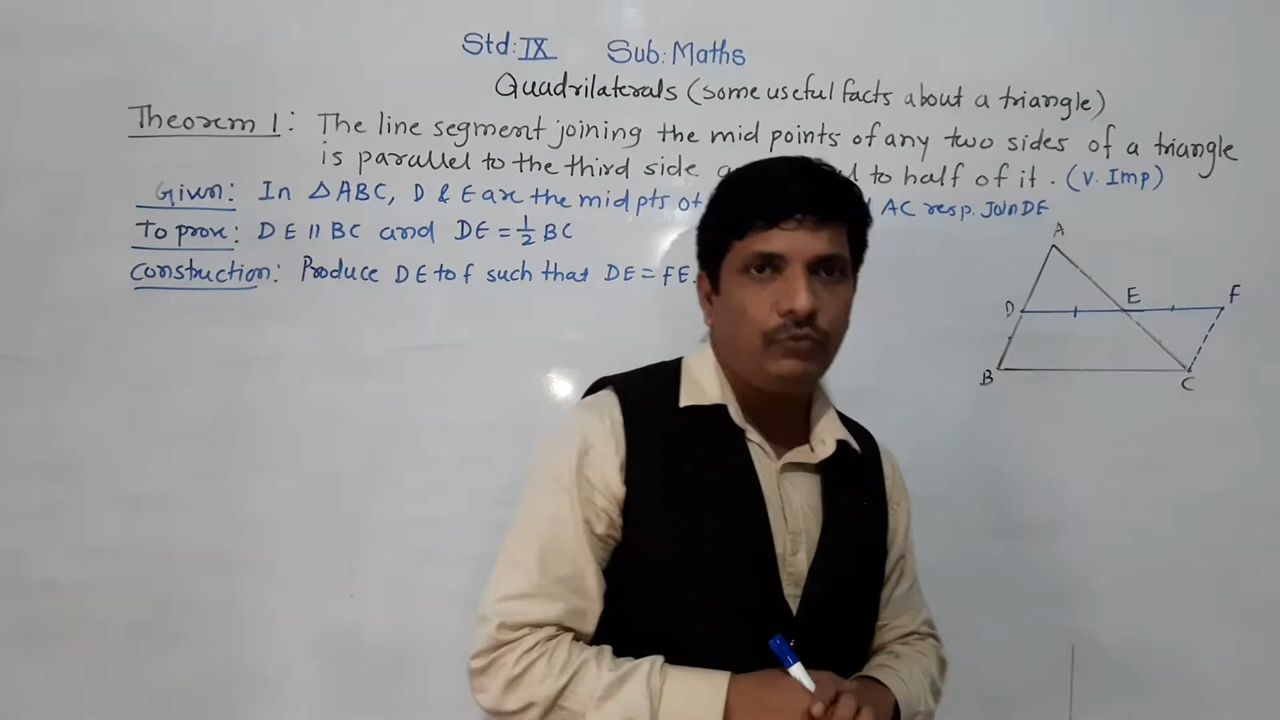 Std: IX Sub: Maths
Quadrilaterals (some useful facts about a triangle)
Theorem 1: The line segment joining the mid points of any two sides of a triangle
is parallel to the third side to half of it. (V. Imp)
Given: In △ABC, D & E are the mid pts of AC resp. Join DE
To prove: DE || BC and DE = 1/2 BC
Construction: Produce DE to F such that DE = FE.
A
D E F
B C